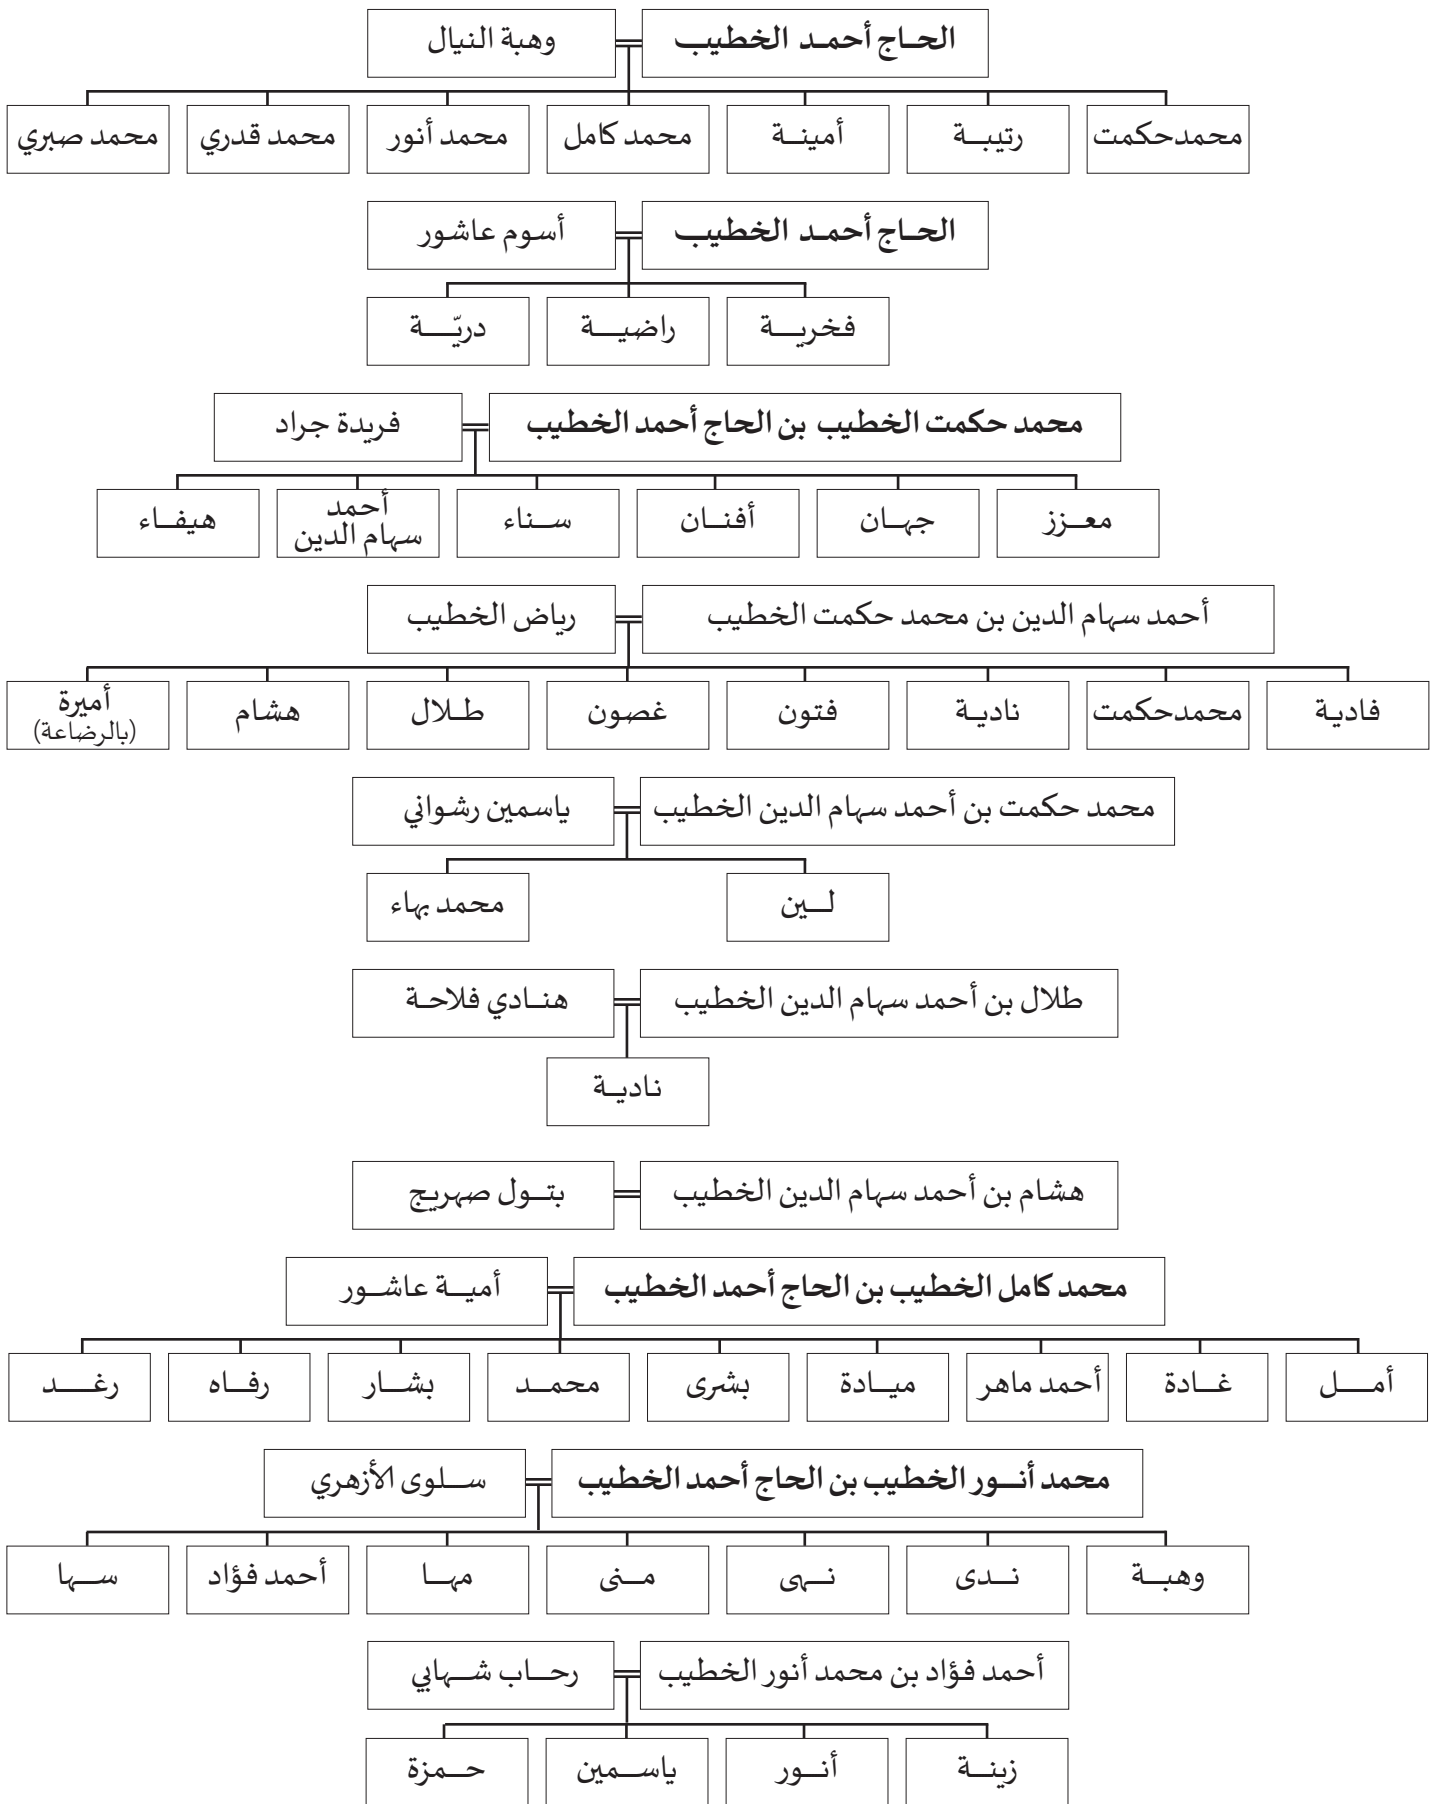 الحاج أحمد الخطيب وهبة النيال
محمدحكمت رتيبة أمينة محمد كامل محمد أنور محمد قدري محمد صبري
الحاج أحمد الخطيب أسوم عاشور
فخرية راضية دريّة
محمد حكمت الخطيب بن الحاج أحمد الخطيب فريدة جراد
معزز جهان أفنان سناء أحمد سهام الدين هيفاء
أحمد سهام الدين بن محمد حكمت الخطيب رياض الخطيب
فادية محمدحكمت نادية فتون غصون طلال هشام أميرة (بالرضاعة)
محمد حكمت بن أحمد سهام الدين الخطيب ياسمين رشواني
لين محمد بهاء
طلال بن أحمد سهام الدين الخطيب هنادي فلاحة
نادية
هشام بن أحمد سهام الدين الخطيب بتول صهريج
محمد كامل الخطيب بن الحاج أحمد الخطيب أمية عاشور
أمل غادة أحمد ماهر ميادة بشرى محمد بشار رفاه رغد
محمد أنور الخطيب بن الحاج أحمد الخطيب سلوى الأزهري
وهبة ندى نهى منى مها أحمد فؤاد سها
أحمد فؤاد بن محمد أنور الخطيب رحاب شهابي
زينة أنور ياسمين حمزة